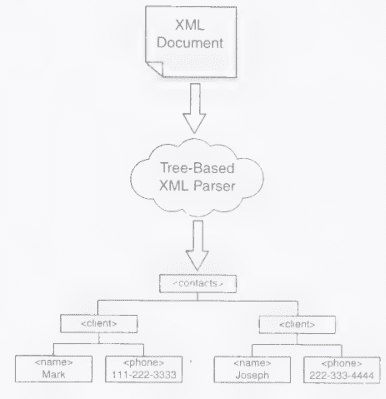 XML
Document
Tree-Based
XML Parser
<contacts>
<client>
<client>
<name>
Mark
<phone>
111-222-3333
<name>
Joseph
<phone>
222-333-4444